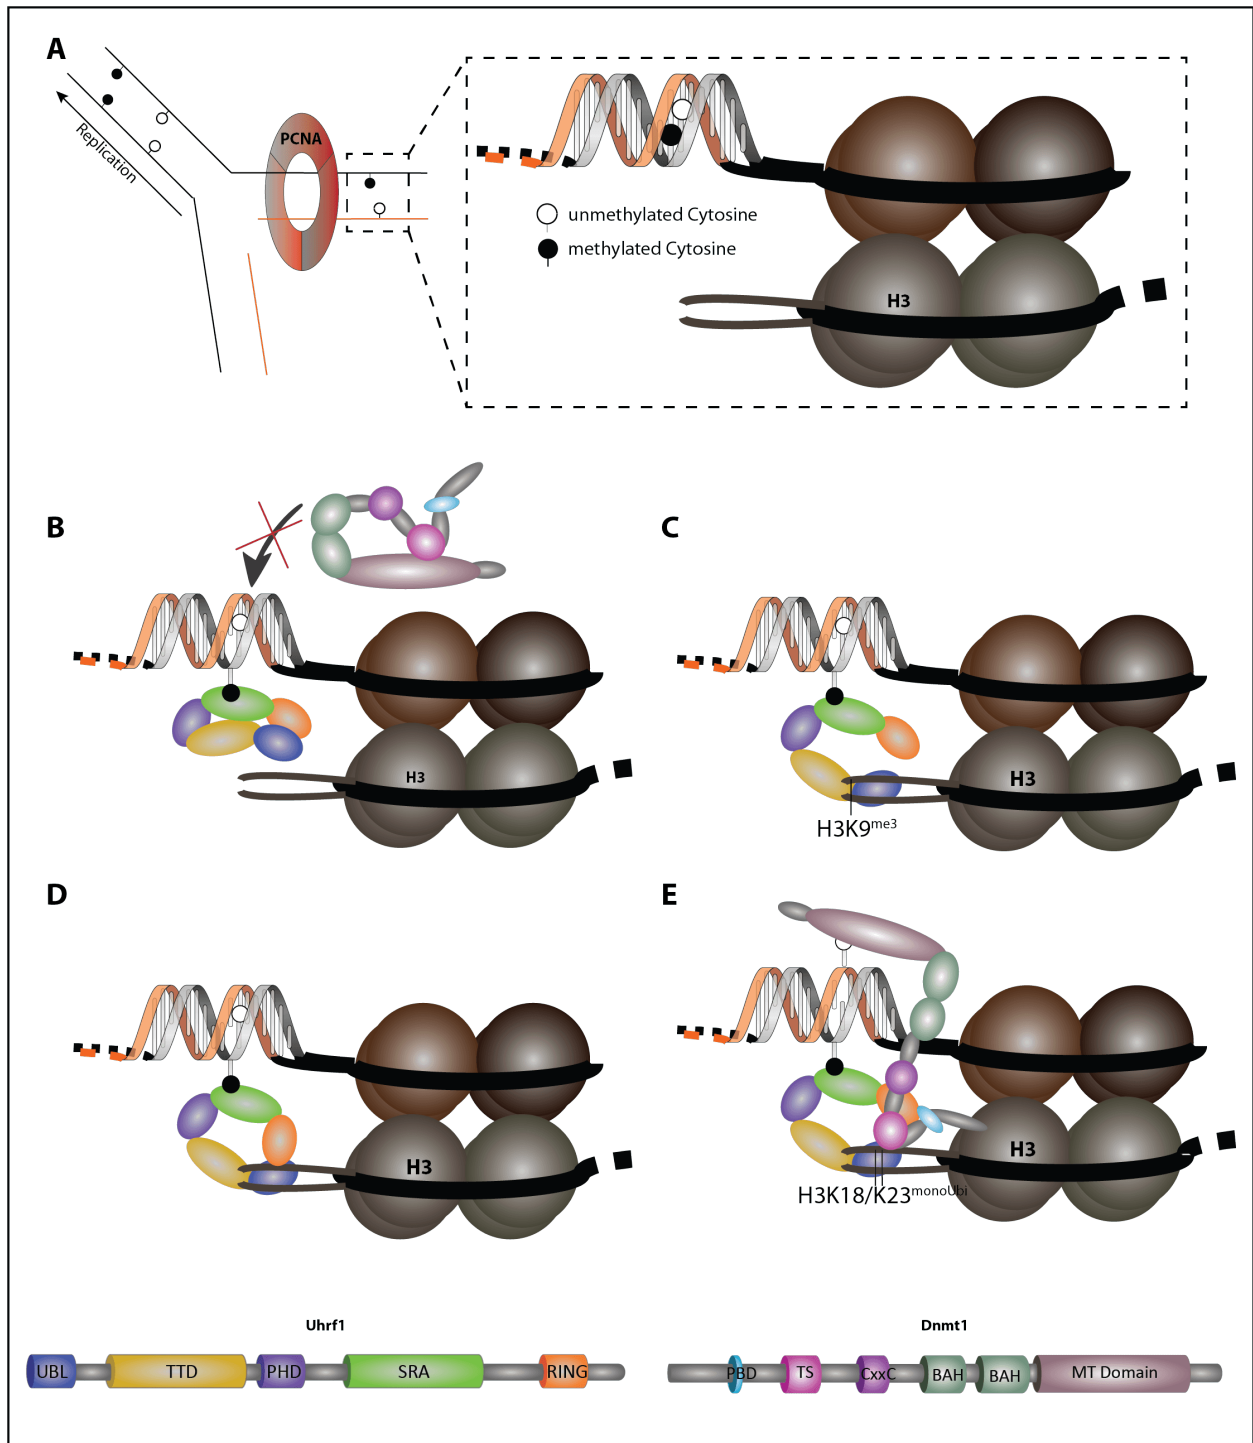 A
Replication
PCNA
unmethylated Cytosine
methylated Cytosine
H3
B
H3
C
H3
H3K9me3
D
H3
E
H3
H3K18/K23monoUbi
Uhrf1
UBL TTD PHD SRA RING
Dnmt1
PBD TS CxxC BAH BAH MT Domain